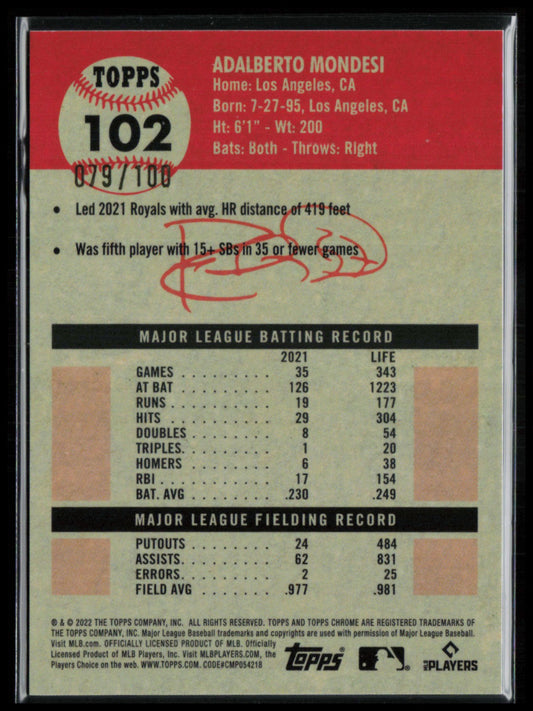 TOPPS
102
079/100
ADALBERTO MONDESI
Home: Los Angeles, CA
Born: 7-27-95, Los Angeles, CA
Ht: 6'1" - Wt: 200
Bats: Both - Throws: Right
• Led 2021 Royals with avg. HR distance of 419 feet
• Was fifth player with 15+ SBs in 35 or fewer games
MAJOR LEAGUE BATTING RECORD
2021 LIFE
GAMES . . . . . . . . . 35 343
AT BAT . . . . . . . . . 126 1223
RUNS . . . . . . . . . . 19 177
HITS . . . . . . . . . . 29 304
DOUBLES . . . . . . . . 8 54
TRIPLES. . . . . . . . . 1 20
HOMERS . . . . . . . . 6 38
RBI . . . . . . . . . . . 17 154
BAT. AVG . . . . . . . . .230 .249
MAJOR LEAGUE FIELDING RECORD
PUTOUTS . . . . . . . . 24 484
ASSISTS. . . . . . . . . 62 831
ERRORS. . . . . . . . . 2 25
FIELD AVG . . . . . . . .977 .981
® & © 2022 THE TOPPS COMPANY, INC. ALL RIGHTS RESERVED. TOPPS AND TOPPS CHROME ARE REGISTERED TRADEMARKS OF
THE TOPPS COMPANY, INC. Major League Baseball trademarks and copyrights are used with permission of Major League Baseball.
Visit MLB.com. OFFICIALLY LICENSED PRODUCT OF MLB. Officially
Licensed Product of MLB Players, Inc. Visit MLBPLAYERS.com, the
Players Choice on the web. WWW.TOPPS.COM. CODE#CMP054218
topps
MLB PLAYERS